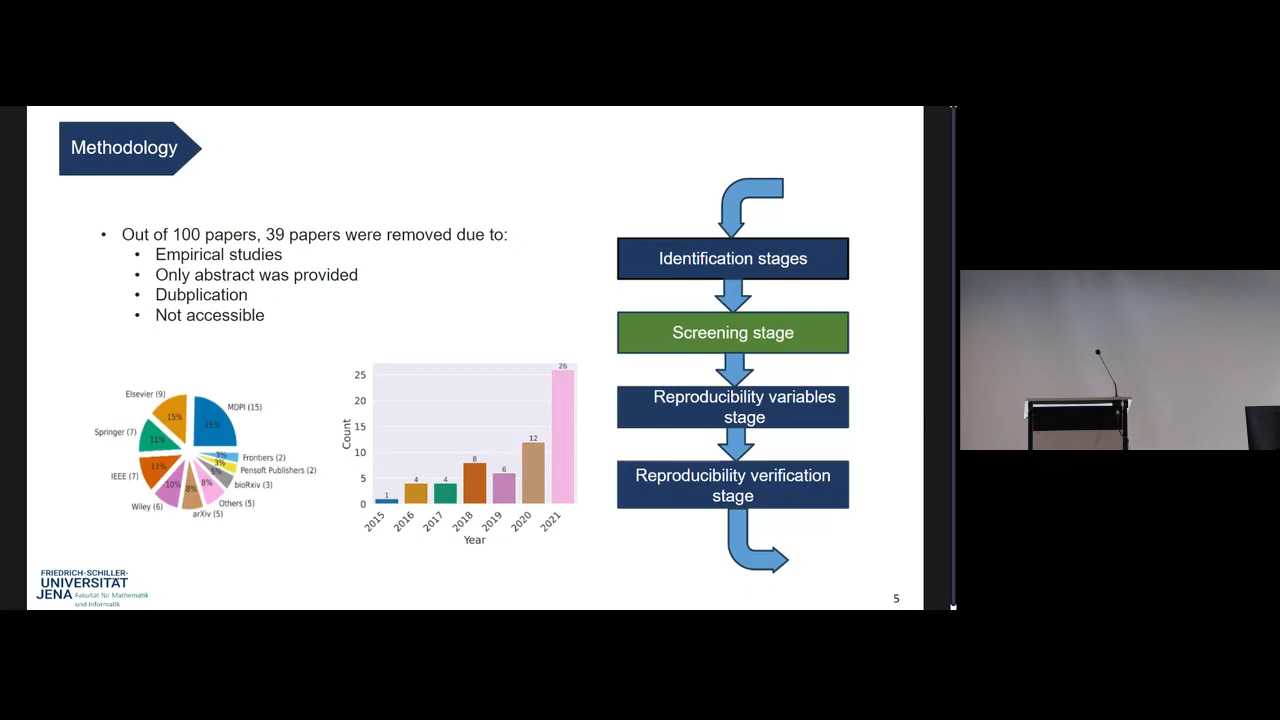 Methodology
• Out of 100 papers, 39 papers were removed due to:
• Empirical studies
• Only abstract was provided
• Dubplication
• Not accessible
Identification stages
Screening stage
Reproducibility variables
stage
Reproducibility verification
stage
Elsevier (9)
MDPI (15)
Springer (7)
IEEE (7)
Wiley (6)
arXiv (5)
Others (5)
bioRxiv (3)
Pensoft Publishers (2)
Frontiers (2)
15%
25%
11%
11%
10%
8%
8%
5%
3%
3%
Count
25
20
15
10
5
0
1
4
4
8
6
12
26
2015
2016
2017
2018
2019
2020
2021
Year
FRIEDRICH-SCHILLER-
UNIVERSITÄT
JENA Fakultät für Mathematik
und Informatik
5